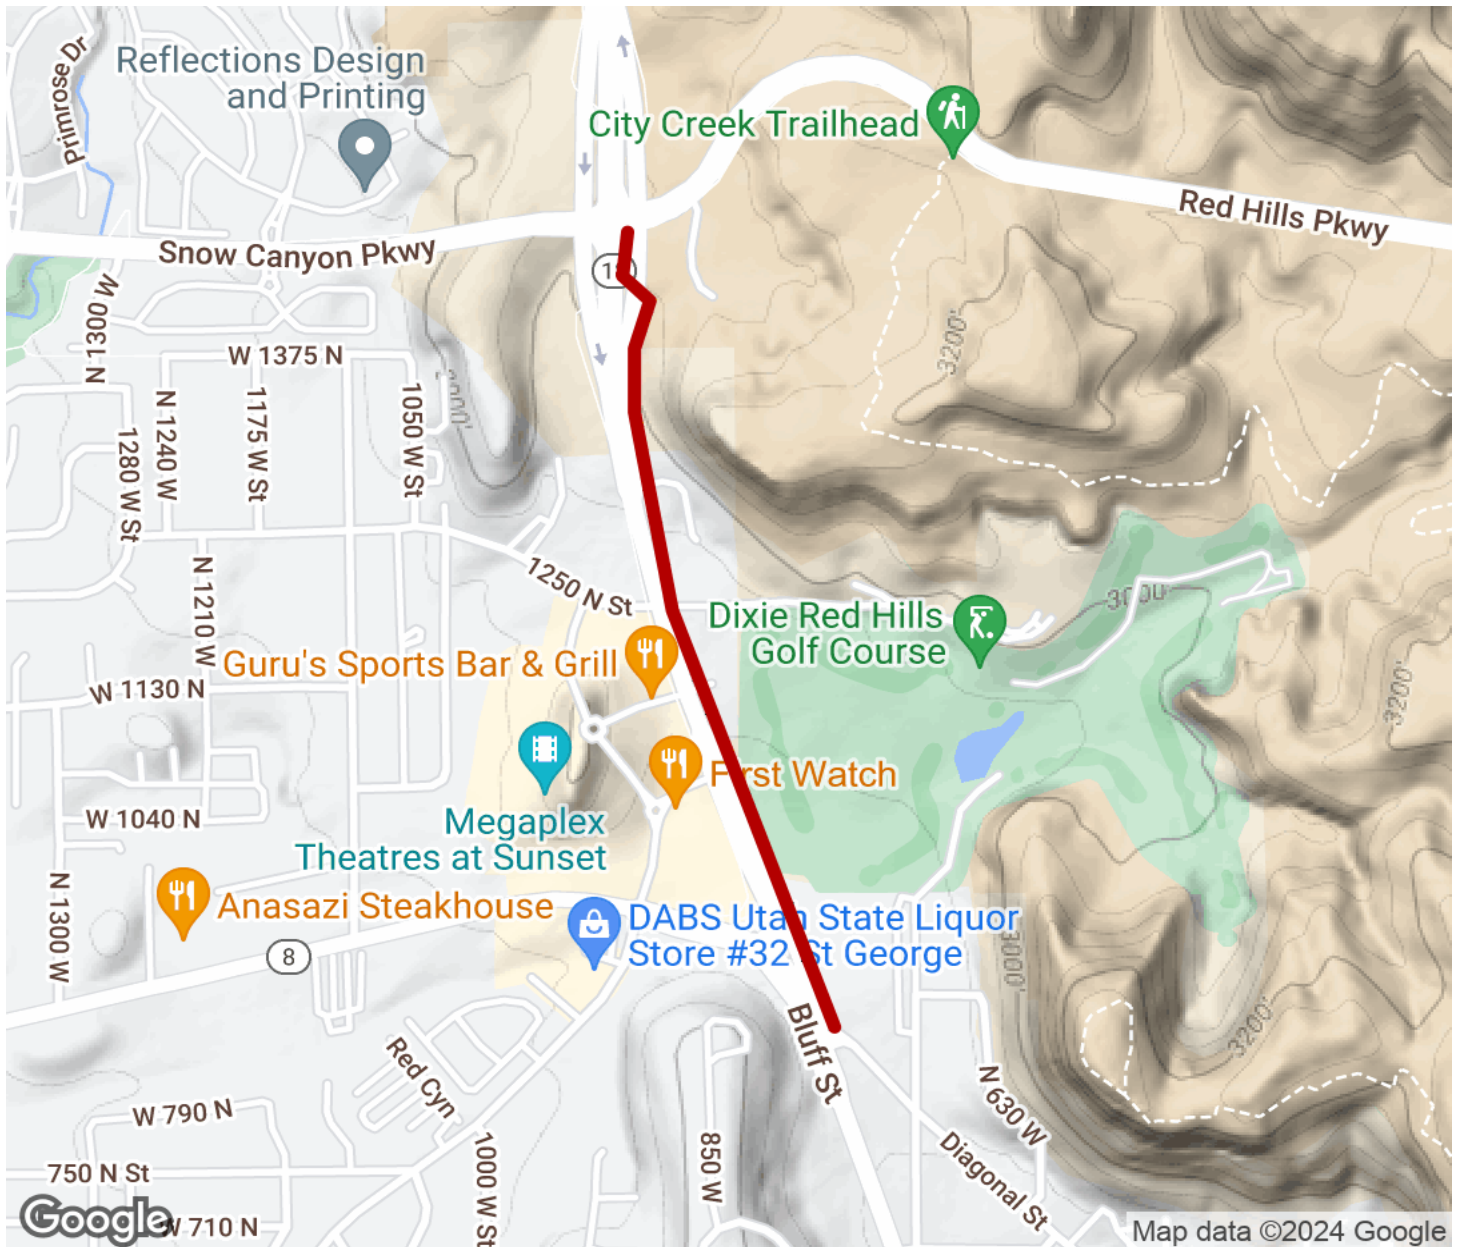 Primrose Dr
Reflections Design
and Printing
City Creek Trailhead
Red Hills Pkwy
Snow Canyon Pkwy
N 1300 W
W 1375 N
3200'
N 1240 W
1175 W St
1050 W St
1280 W St
N 1210 W
1250 N St
3000'
Dixie Red Hills
Golf Course
Guru's Sports Bar & Grill
W 1130 N
3200'
First Watch
W 1040 N
Megaplex
Theatres at Sunset
N 1300 W
Anasazi Steakhouse
DABS Utah State Liquor
Store #32 St George
8
3000'
Bluff St
3200'
Red Cyn
N 630 W
W 790 N
1000 W St
850 W
Diagonal St
750 N St
W 710 N
Google
Map data ©2024 Google